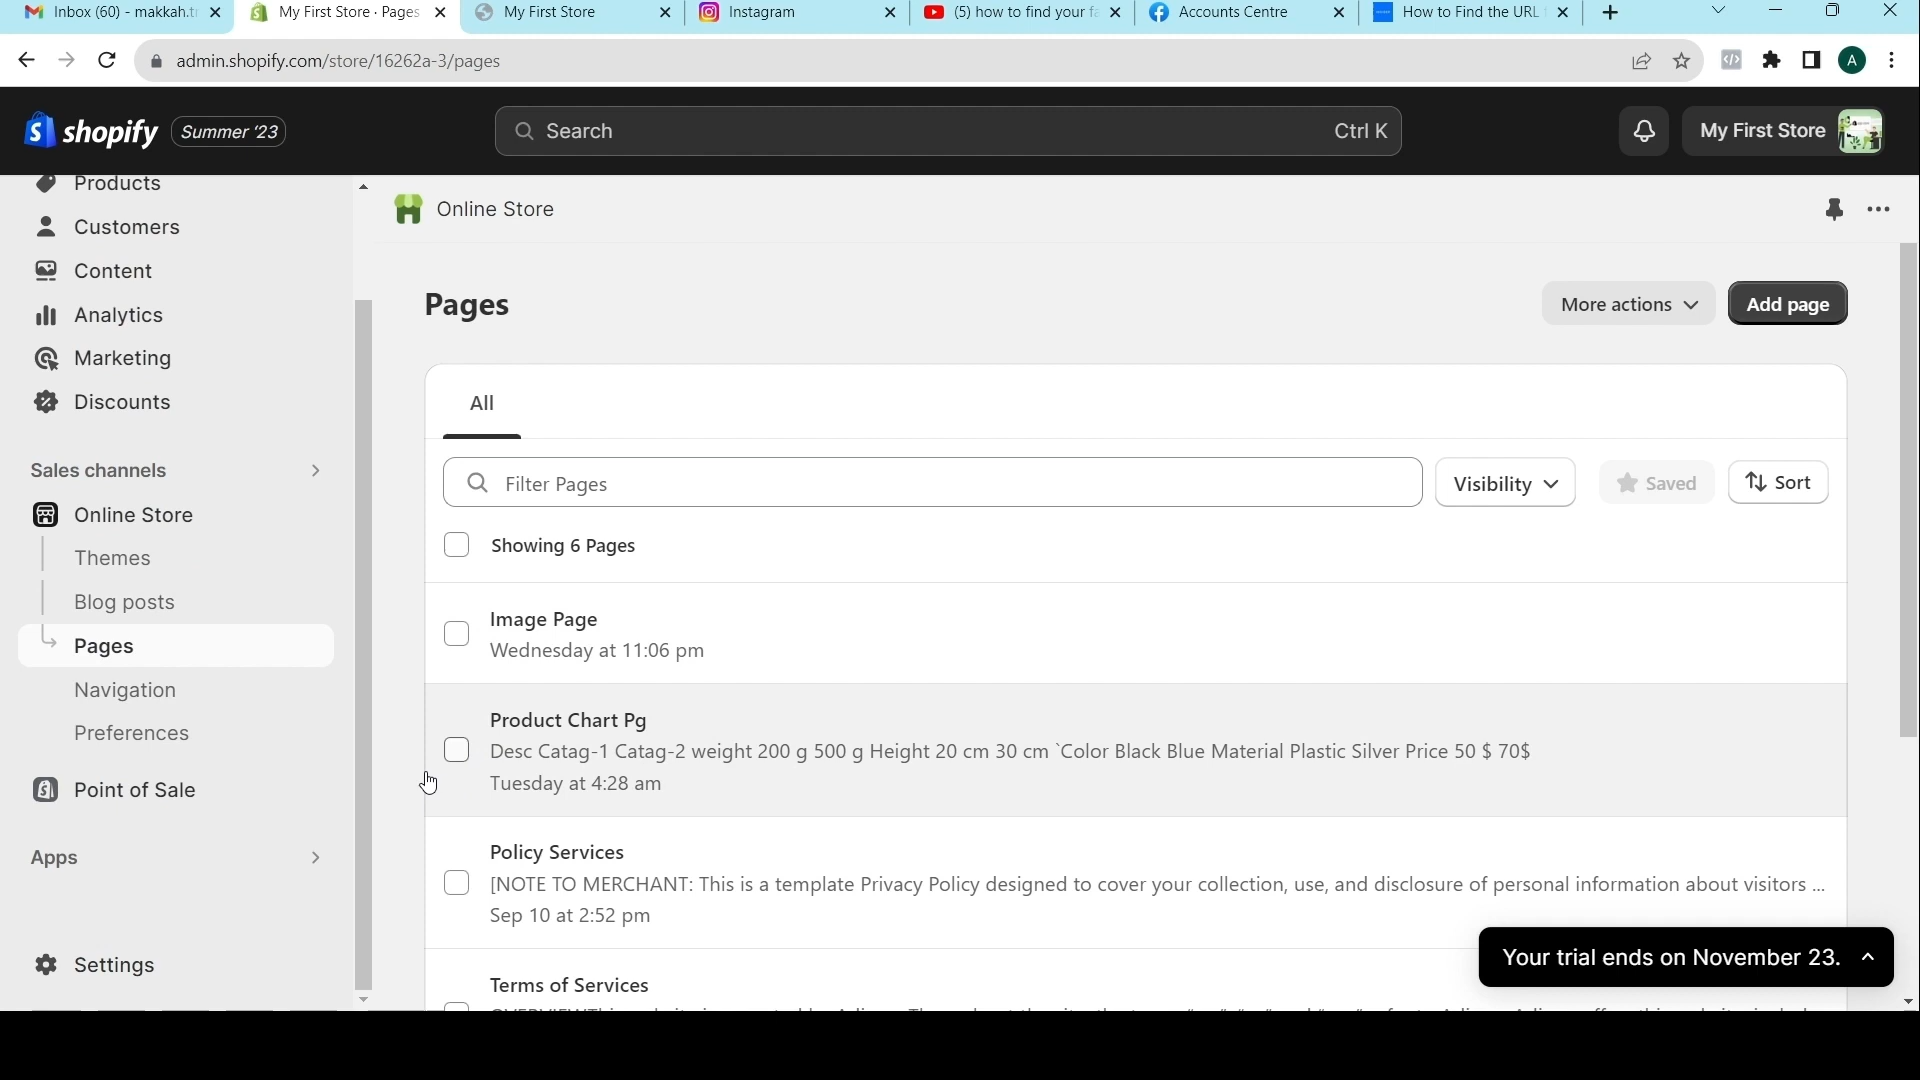 Inbox (60) - makkah.tr
My First Store · Pages
My First Store
Instagram
(5) how to find your fa
Accounts Centre
How to Find the URL
admin.shopify.com/store/16262a-3/pages
A
shopify
Summer '23
Search
Ctrl K
My First Store
Products
Customers
Content
Analytics
Marketing
Discounts
Sales channels
Online Store
Themes
Blog posts
Pages
Navigation
Preferences
Point of Sale
Apps
Settings
Online Store
Pages
More actions
Add page
All
Filter Pages
Visibility
Saved
Sort
Showing 6 Pages
Image Page
Wednesday at 11:06 pm
Product Chart Pg
Desc Catag-1 Catag-2 weight 200 g 500 g Height 20 cm 30 cm `Color Black Blue Material Plastic Silver Price 50 $ 70$
Tuesday at 4:28 am
Policy Services
[NOTE TO MERCHANT: This is a template Privacy Policy designed to cover your collection, use, and disclosure of personal information about visitors ...
Sep 10 at 2:52 pm
Terms of Services
Your trial ends on November 23.